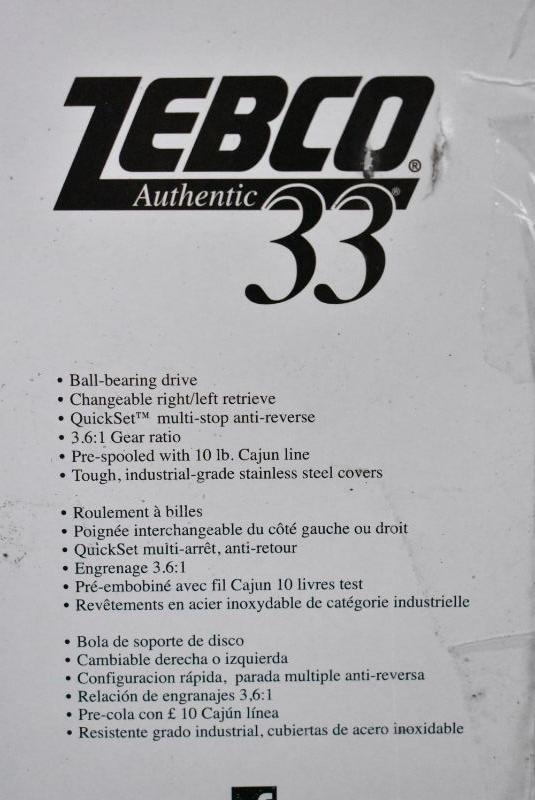 ZEBCO®
Authentic 33®
• Ball-bearing drive
• Changeable right/left retrieve
• QuickSet™ multi-stop anti-reverse
• 3.6:1 Gear ratio
• Pre-spooled with 10 lb. Cajun line
• Tough, industrial-grade stainless steel covers
• Roulement à billes
• Poignée interchangeable du côté gauche ou droit
• QuickSet multi-arrêt, anti-retour
• Engrenage 3.6:1
• Pré-embobiné avec fil Cajun 10 livres test
• Revêtements en acier inoxydable de catégorie industrielle
• Bola de soporte de disco
• Cambiable derecha o izquierda
• Configuracion rápida, parada multiple anti-reversa
• Relación de engranajes 3,6:1
• Pre-cola con £ 10 Cajún línea
• Resistente grado industrial, cubiertas de acero inoxidable